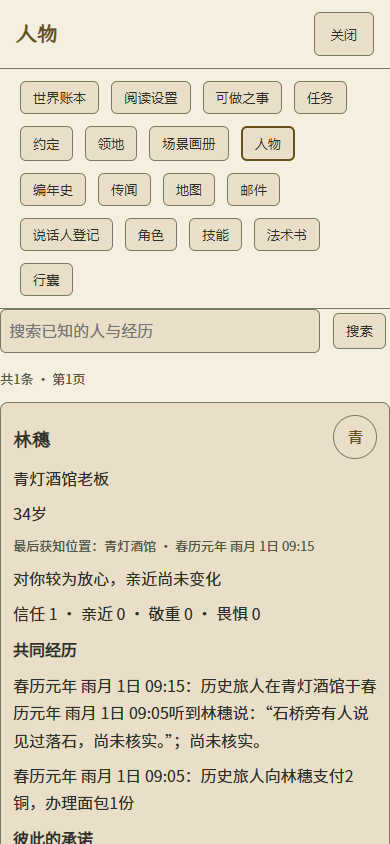 人物
关闭
世界账本 阅读设置 可做之事 任务
约定 领地 场景画册 人物
编年史 传闻 地图 邮件
说话人登记 角色 技能 法术书
行囊
搜索已知的人与经历 搜索
共1条 · 第1页
林穗
青
青灯酒馆老板
34岁
最后获知位置：青灯酒馆 · 春历元年 雨月 1日 09:15
对你较为放心，亲近尚未变化
信任 1 · 亲近 0 · 敬重 0 · 畏惧 0
共同经历
春历元年 雨月 1日 09:15：历史旅人在青灯酒馆于春
历元年 雨月 1日 09:05听到林穗说：“石桥旁有人说
见过落石，尚未核实。”；尚未核实。
春历元年 雨月 1日 09:05：历史旅人向林穗支付2
铜，办理面包1份
彼此的承诺